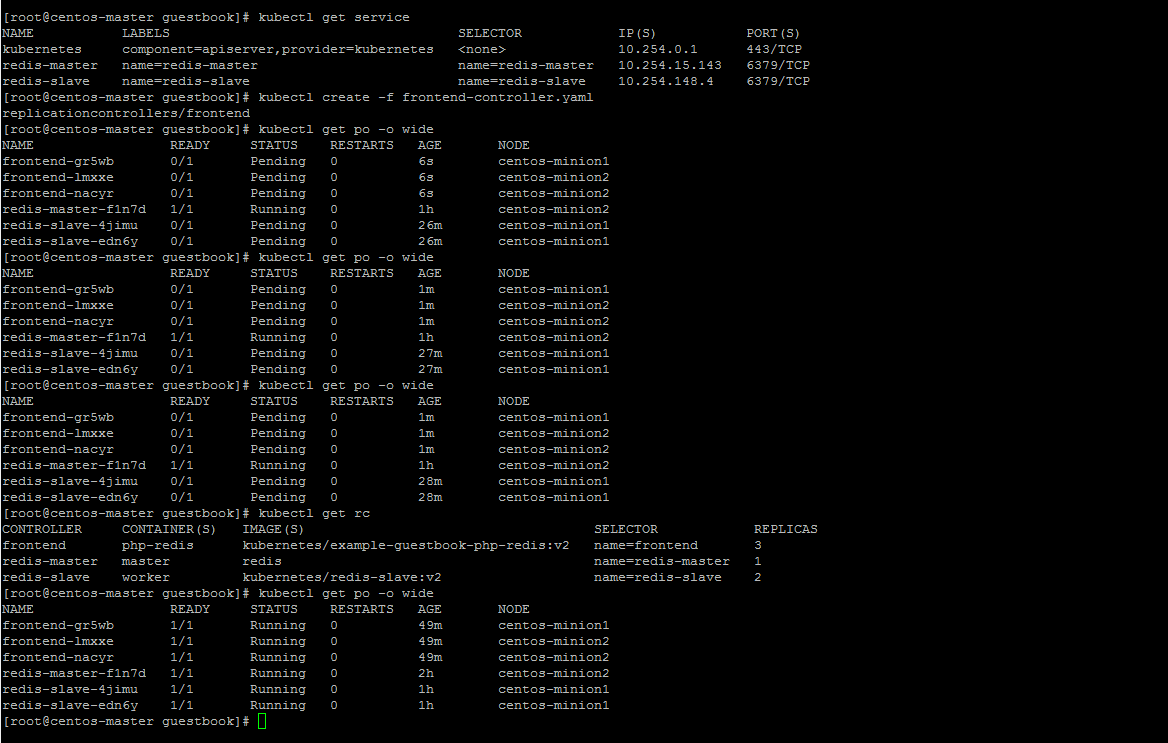 [root@centos-master guestbook]# kubectl get service
NAME LABELS SELECTOR IP(S) PORT(S)
kubernetes component=apiserver,provider=kubernetes <none> 10.254.0.1 443/TCP
redis-master name=redis-master name=redis-master 10.254.15.143 6379/TCP
redis-slave name=redis-slave name=redis-slave 10.254.148.4 6379/TCP
[root@centos-master guestbook]# kubectl create -f frontend-controller.yaml
replicationcontrollers/frontend
[root@centos-master guestbook]# kubectl get po -o wide
NAME READY STATUS RESTARTS AGE NODE
frontend-gr5wb 0/1 Pending 0 6s centos-minion1
frontend-lmxxe 0/1 Pending 0 6s centos-minion2
frontend-nacyr 0/1 Pending 0 6s centos-minion2
redis-master-f1n7d 1/1 Running 0 1h centos-minion2
redis-slave-4jimu 0/1 Pending 0 26m centos-minion1
redis-slave-edn6y 0/1 Pending 0 26m centos-minion1
[root@centos-master guestbook]# kubectl get po -o wide
NAME READY STATUS RESTARTS AGE NODE
frontend-gr5wb 0/1 Pending 0 1m centos-minion1
frontend-lmxxe 0/1 Pending 0 1m centos-minion2
frontend-nacyr 0/1 Pending 0 1m centos-minion2
redis-master-f1n7d 1/1 Running 0 1h centos-minion2
redis-slave-4jimu 0/1 Pending 0 27m centos-minion1
redis-slave-edn6y 0/1 Pending 0 27m centos-minion1
[root@centos-master guestbook]# kubectl get po -o wide
NAME READY STATUS RESTARTS AGE NODE
frontend-gr5wb 0/1 Pending 0 1m centos-minion1
frontend-lmxxe 0/1 Pending 0 1m centos-minion2
frontend-nacyr 0/1 Pending 0 1m centos-minion2
redis-master-f1n7d 1/1 Running 0 1h centos-minion2
redis-slave-4jimu 0/1 Pending 0 28m centos-minion1
redis-slave-edn6y 0/1 Pending 0 28m centos-minion1
[root@centos-master guestbook]# kubectl get rc
CONTROLLER CONTAINER(S) IMAGE(S) SELECTOR REPLICAS
frontend php-redis kubernetes/example-guestbook-php-redis:v2 name=frontend 3
redis-master master redis name=redis-master 1
redis-slave worker kubernetes/redis-slave:v2 name=redis-slave 2
[root@centos-master guestbook]# kubectl get po -o wide
NAME READY STATUS RESTARTS AGE NODE
frontend-gr5wb 1/1 Running 0 49m centos-minion1
frontend-lmxxe 1/1 Running 0 49m centos-minion2
frontend-nacyr 1/1 Running 0 49m centos-minion2
redis-master-f1n7d 1/1 Running 0 2h centos-minion2
redis-slave-4jimu 1/1 Running 0 1h centos-minion1
redis-slave-edn6y 1/1 Running 0 1h centos-minion1
[root@centos-master guestbook]#